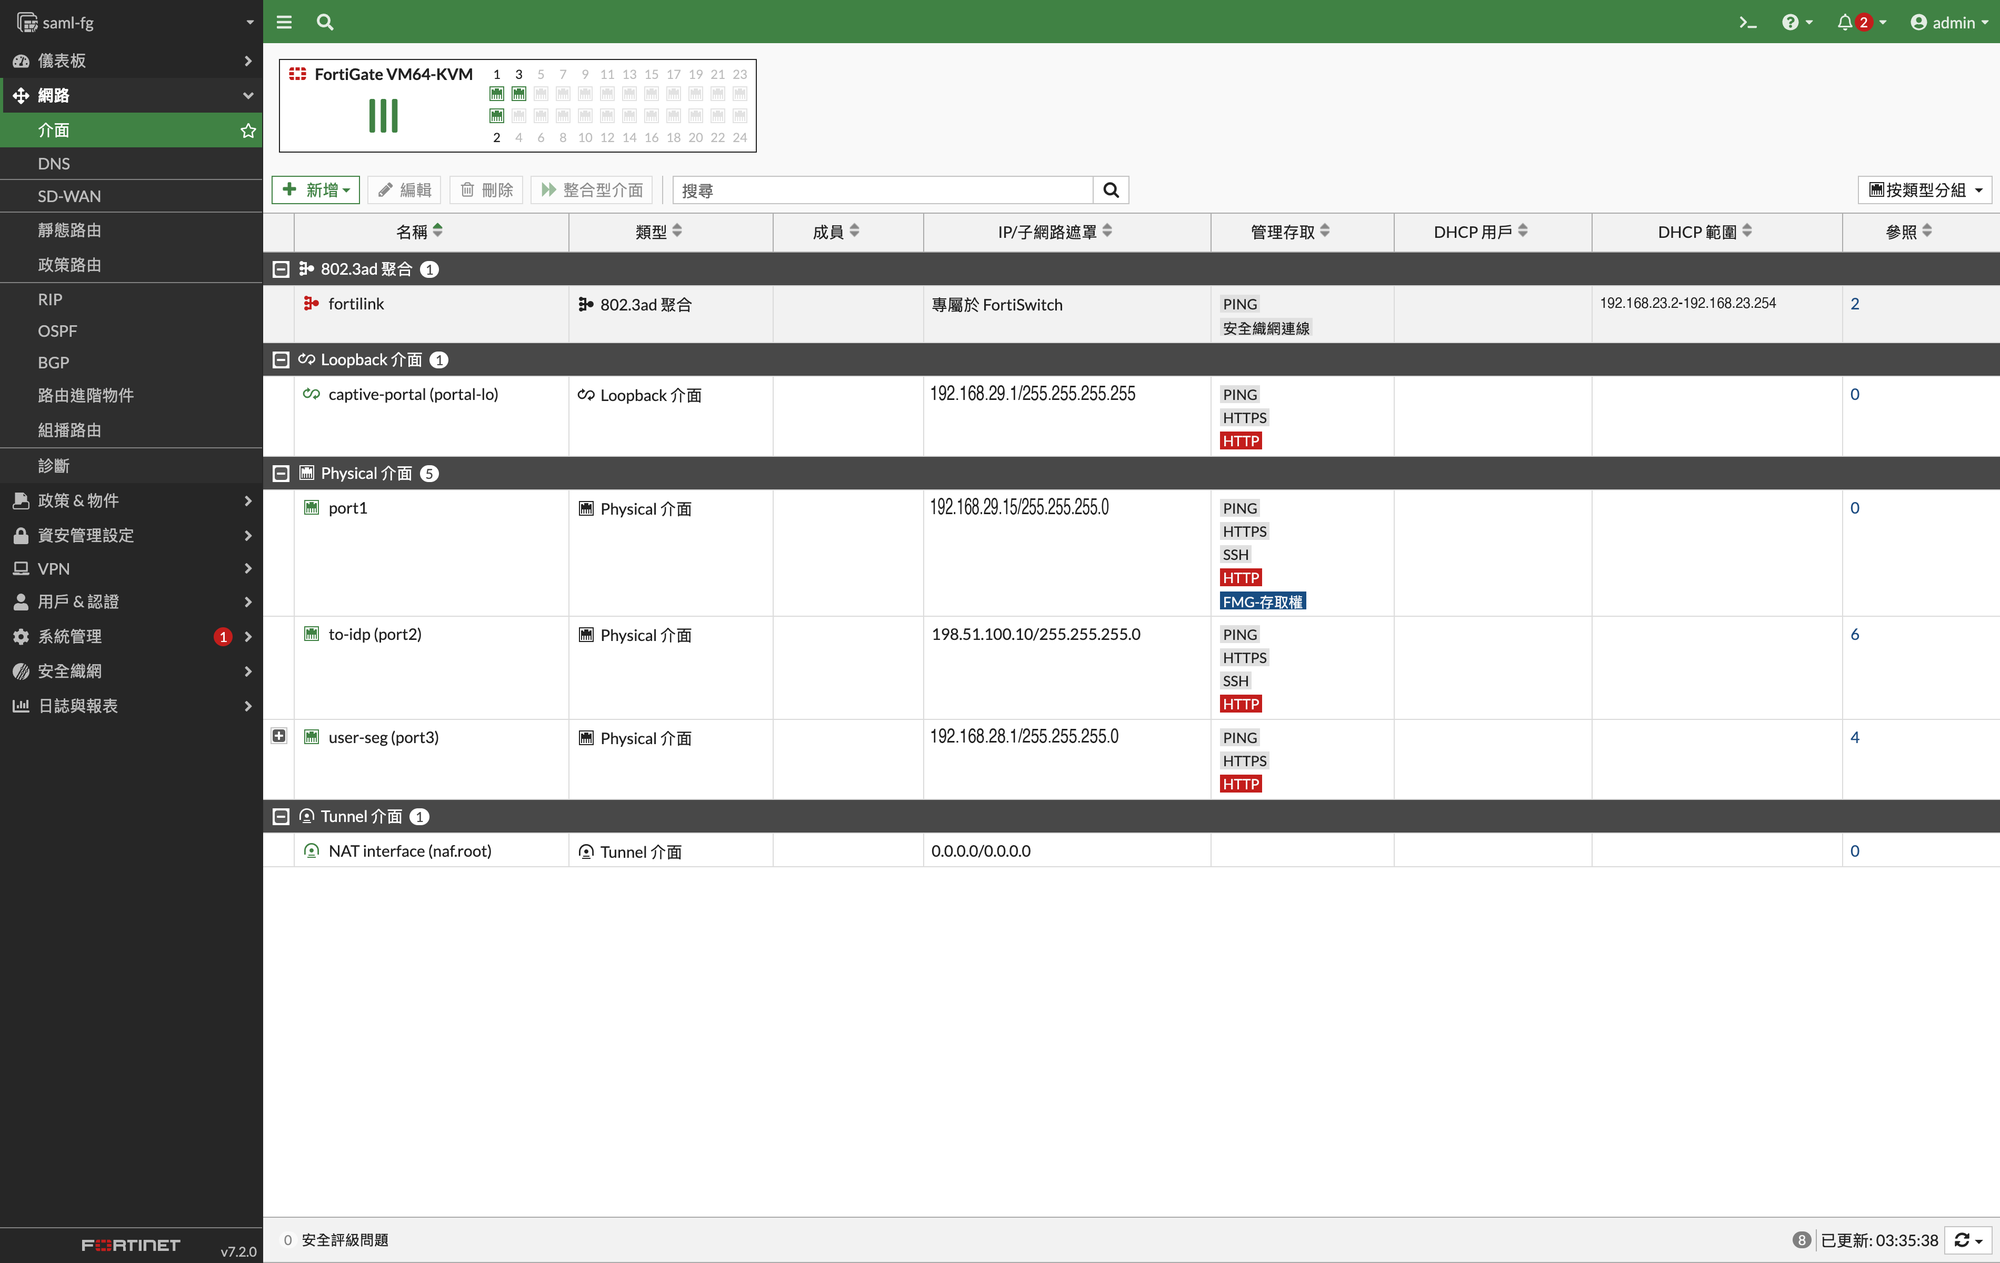 saml-fg
儀表板
網路
介面
DNS
SD-WAN
靜態路由
政策路由
RIP
OSPF
BGP
路由進階物件
組播路由
診斷
政策 & 物件
資安管理設定
VPN
用戶 & 認證
系統管理 1
安全織網
日誌與報表
FORTINET v7.2.0
2 admin
FortiGate VM64-KVM
1 3 5 7 9 11 13 15 17 19 21 23
2 4 6 8 10 12 14 16 18 20 22 24
新增 編輯 刪除 整合型介面 搜尋 按類型分組
名稱 類型 成員 IP/子網路遮罩 管理存取 DHCP 用戶 DHCP 範圍 參照
802.3ad 聚合 1
fortilink 802.3ad 聚合 專屬於 FortiSwitch PING 192.168.23.2-192.168.23.254 2
安全織網連線
Loopback 介面 1
captive-portal (portal-lo) Loopback 介面 192.168.29.1/255.255.255.255 PING 0
HTTPS
HTTP
Physical 介面 5
port1 Physical 介面 192.168.29.15/255.255.255.0 PING 0
HTTPS
SSH
HTTP
FMG-存取權
to-idp (port2) Physical 介面 198.51.100.10/255.255.255.0 PING 6
HTTPS
SSH
HTTP
user-seg (port3) Physical 介面 192.168.28.1/255.255.255.0 PING 4
HTTPS
HTTP
Tunnel 介面 1
NAT interface (naf.root) Tunnel 介面 0.0.0.0/0.0.0.0 0
0 安全評級問題 8 已更新: 03:35:38